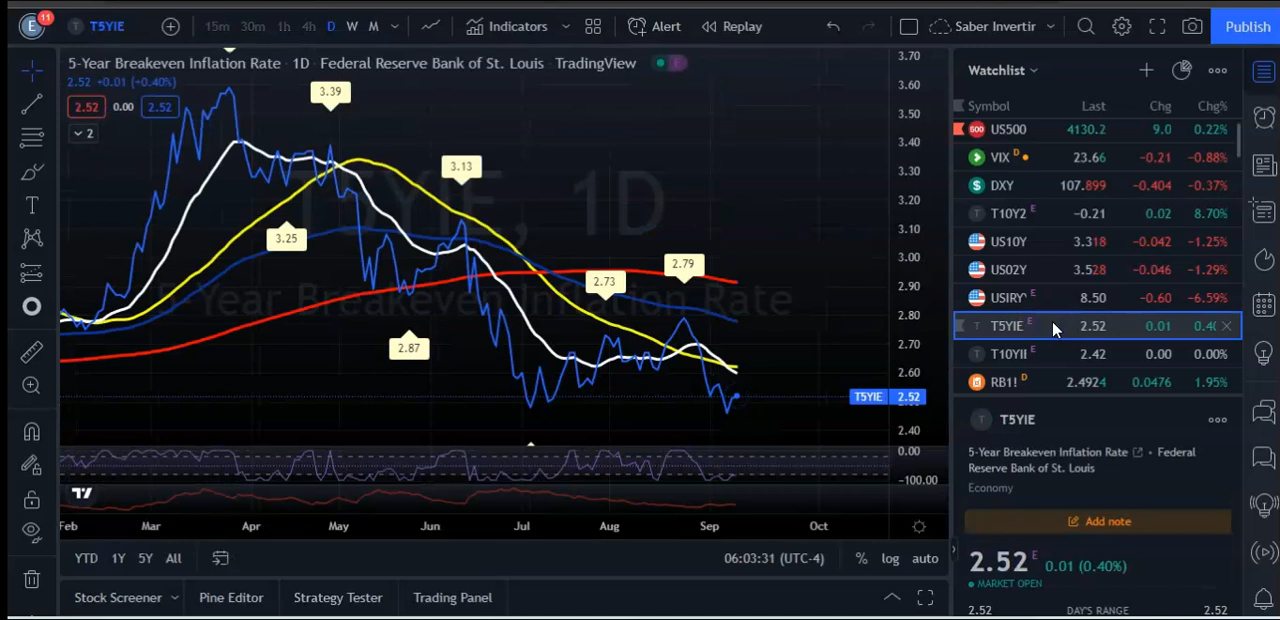 E 11 T5YIE 15m 30m 1h 4h D W M Indicators Alert Replay Saber Invertir Publish
5-Year Breakeven Inflation Rate · 1D · Federal Reserve Bank of St. Louis · TradingView E
2.52 +0.01 (+0.40%)
2.52 0.00 2.52
2
T5YIE, 1D
5-Year Breakeven Inflation Rate
3.39
3.13
3.25
2.79
2.73
2.87
3.70
3.60
3.50
3.40
3.30
3.20
3.10
3.00
2.90
2.80
2.70
2.60
T5YIE 2.52
2.40
0.00
-100.00
Feb Mar Apr May Jun Jul Aug Sep Oct
YTD 1Y 5Y All 06:03:31 (UTC-4) % log auto
Stock Screener Pine Editor Strategy Tester Trading Panel
Watchlist
Symbol Last Chg Chg%
500 US500 4130.2 9.0 0.22%
VIX D 23.66 -0.21 -0.88%
DXY 107.899 -0.404 -0.37%
T T10Y2 E -0.21 0.02 8.70%
US10Y 3.318 -0.042 -1.25%
US02Y 3.528 -0.046 -1.29%
USIRY E 8.50 -0.60 -6.59%
T T5YIE E 2.52 0.01
T T10YII E 2.42 0.00 0.00%
RB1! D 2.4924 0.0476 1.95%
T T5YIE
5-Year Breakeven Inflation Rate • Federal
Reserve Bank of St. Louis
Economy
Add note
2.52 E 0.01 (0.40%)
MARKET OPEN
2.52 DAY'S RANGE 2.52